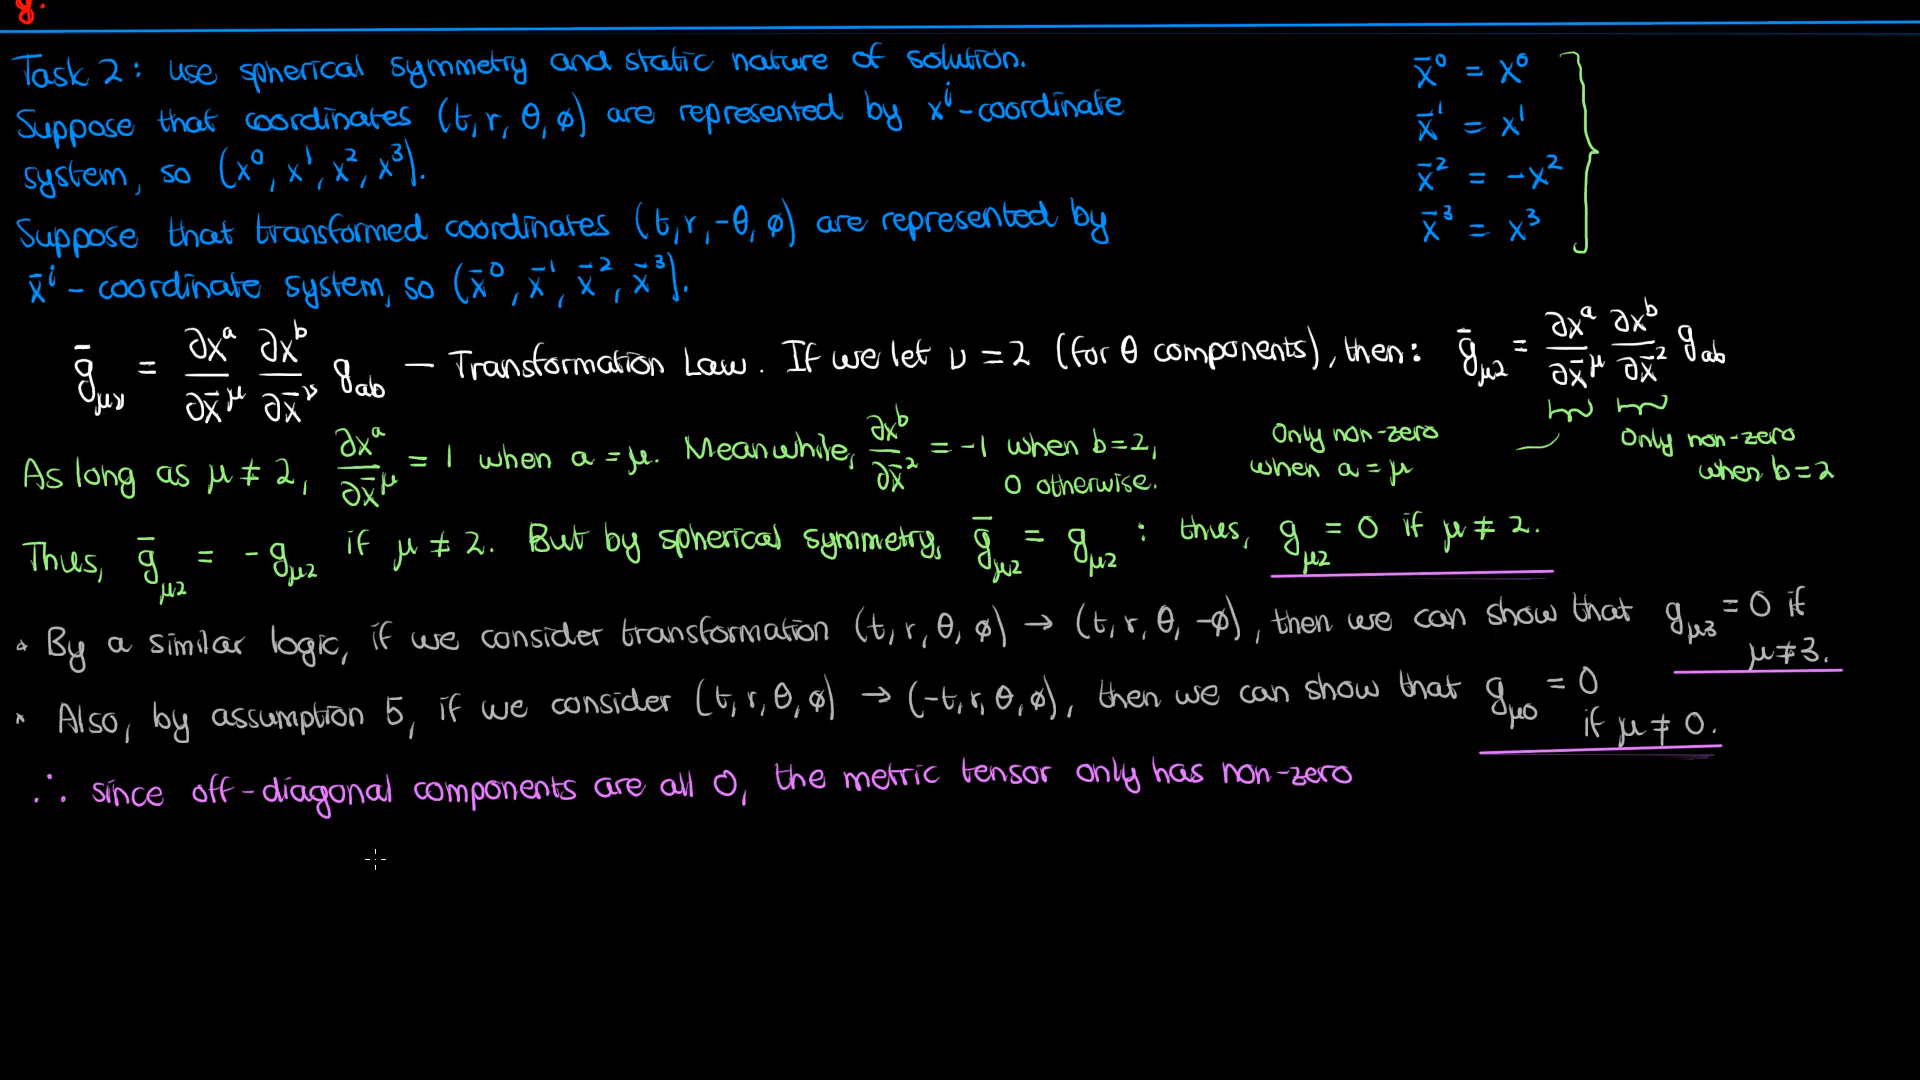 8.
Task 2: use spherical symmetry and static nature of solution.
Suppose that coordinates (t, r, θ, φ) are represented by xⁱ-coordinate
system, so (x⁰, x¹, x², x³).
Suppose that transformed coordinates (t, r, -θ, φ) are represented by
x̄ⁱ - coordinate system, so (x̄⁰, x̄¹, x̄², x̄³).
x̄⁰ = x⁰
x̄¹ = x¹
x̄² = -x²
x̄³ = x³
ḡ_μν = ∂xᵃ/∂x̄^μ ∂xᵇ/∂x̄^ν g_ab — Transformation Law. If we let ν = 2 (for θ components), then: ḡ_μ2 = ∂xᵃ/∂x̄^μ ∂xᵇ/∂x̄² g_ab
As long as μ ≠ 2, ∂xᵃ/∂x̄^μ = 1 when a = μ. Meanwhile, ∂xᵇ/∂x̄² = -1 when b = 2,
0 otherwise.
Only non-zero
when a = μ
Only non-zero
when b = 2
Thus, ḡ_μ2 = -g_μ2 if μ ≠ 2. But by spherical symmetry, ḡ_μ2 = g_μ2 : thus, g_μ2 = 0 if μ ≠ 2.
* By a similar logic, if we consider transformation (t, r, θ, φ) → (t, r, θ, -φ), then we can show that g_μ3 = 0 if
μ ≠ 3.
* Also, by assumption 5, if we consider (t, r, θ, φ) → (-t, r, θ, φ), then we can show that g_μ0 = 0
if μ ≠ 0.
∴ since off-diagonal components are all 0, the metric tensor only has non-zero